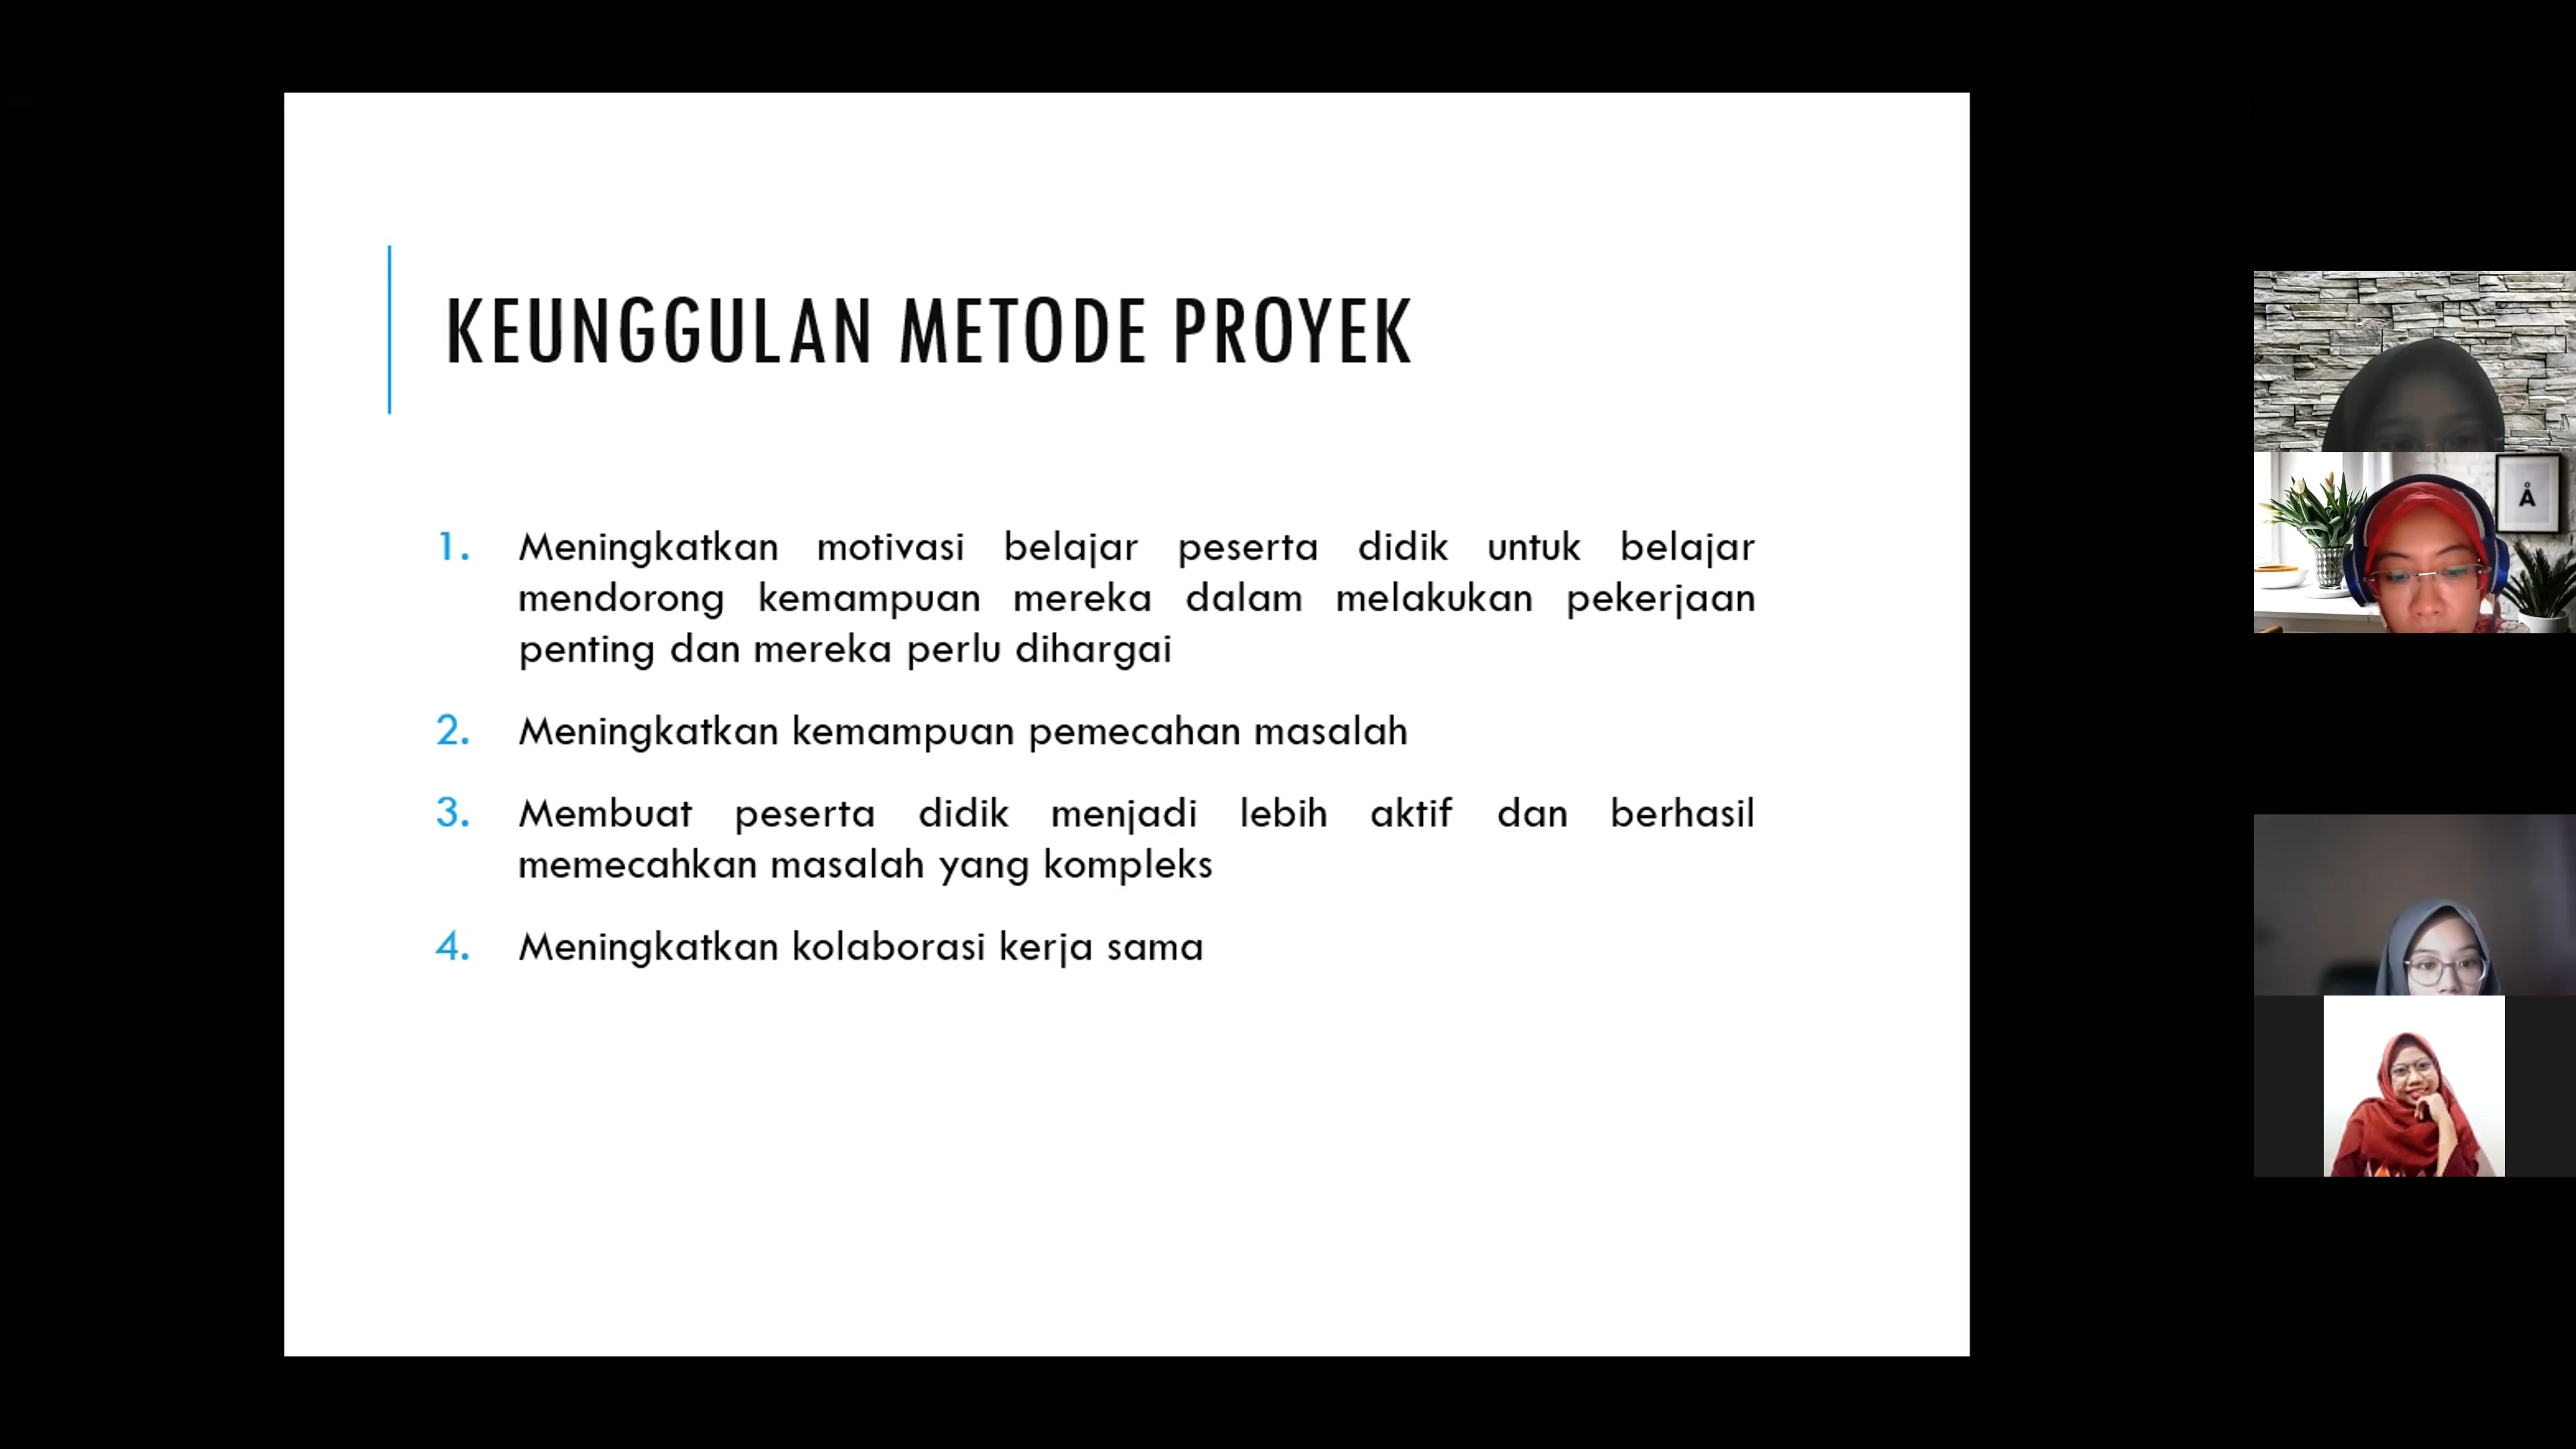 KEUNGGULAN METODE PROYEK
1. Meningkatkan motivasi belajar peserta didik untuk belajar
mendorong kemampuan mereka dalam melakukan pekerjaan
penting dan mereka perlu dihargai
2. Meningkatkan kemampuan pemecahan masalah
3. Membuat peserta didik menjadi lebih aktif dan berhasil
memecahkan masalah yang kompleks
4. Meningkatkan kolaborasi kerja sama
Å